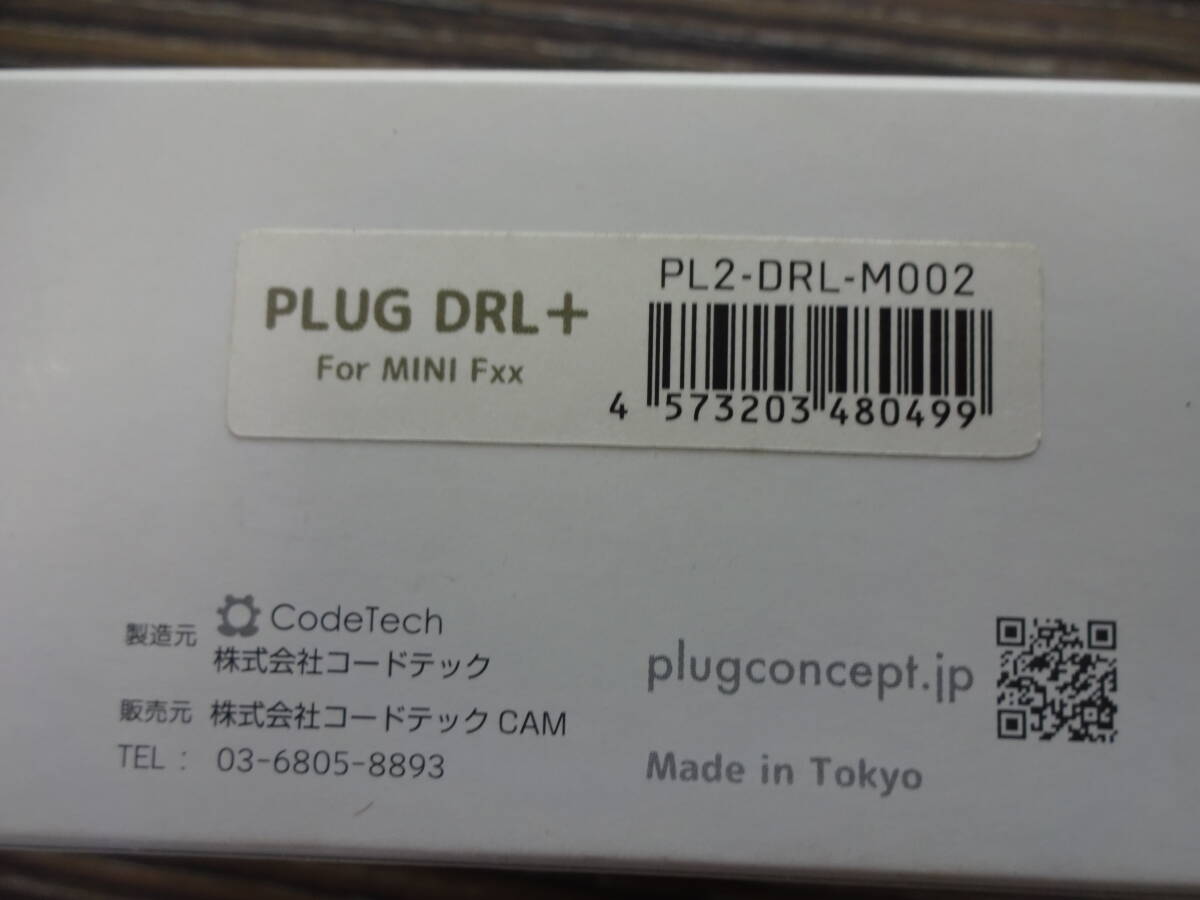 PLUG DRL+
For MINI Fxx
PL2-DRL-M002
4 573203 480499
製造元 CodeTech
株式会社コードテック
販売元 株式会社コードテック CAM
TEL : 03-6805-8893
plugconcept.jp
Made in Tokyo